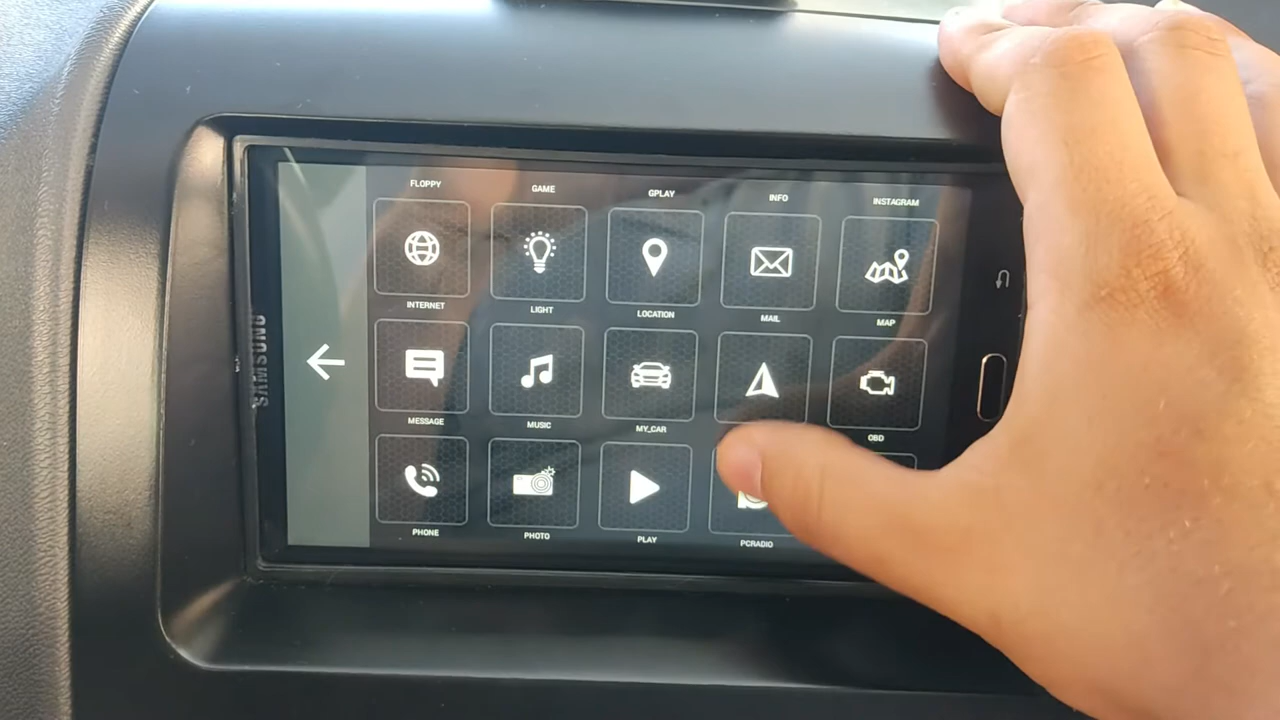 FLOPPY GAME GPLAY INFO INSTAGRAM
INTERNET LIGHT LOCATION MAIL MAP
MESSAGE MUSIC MY_CAR OBD
PHONE PHOTO PLAY PCRADIO
SAMSUNG